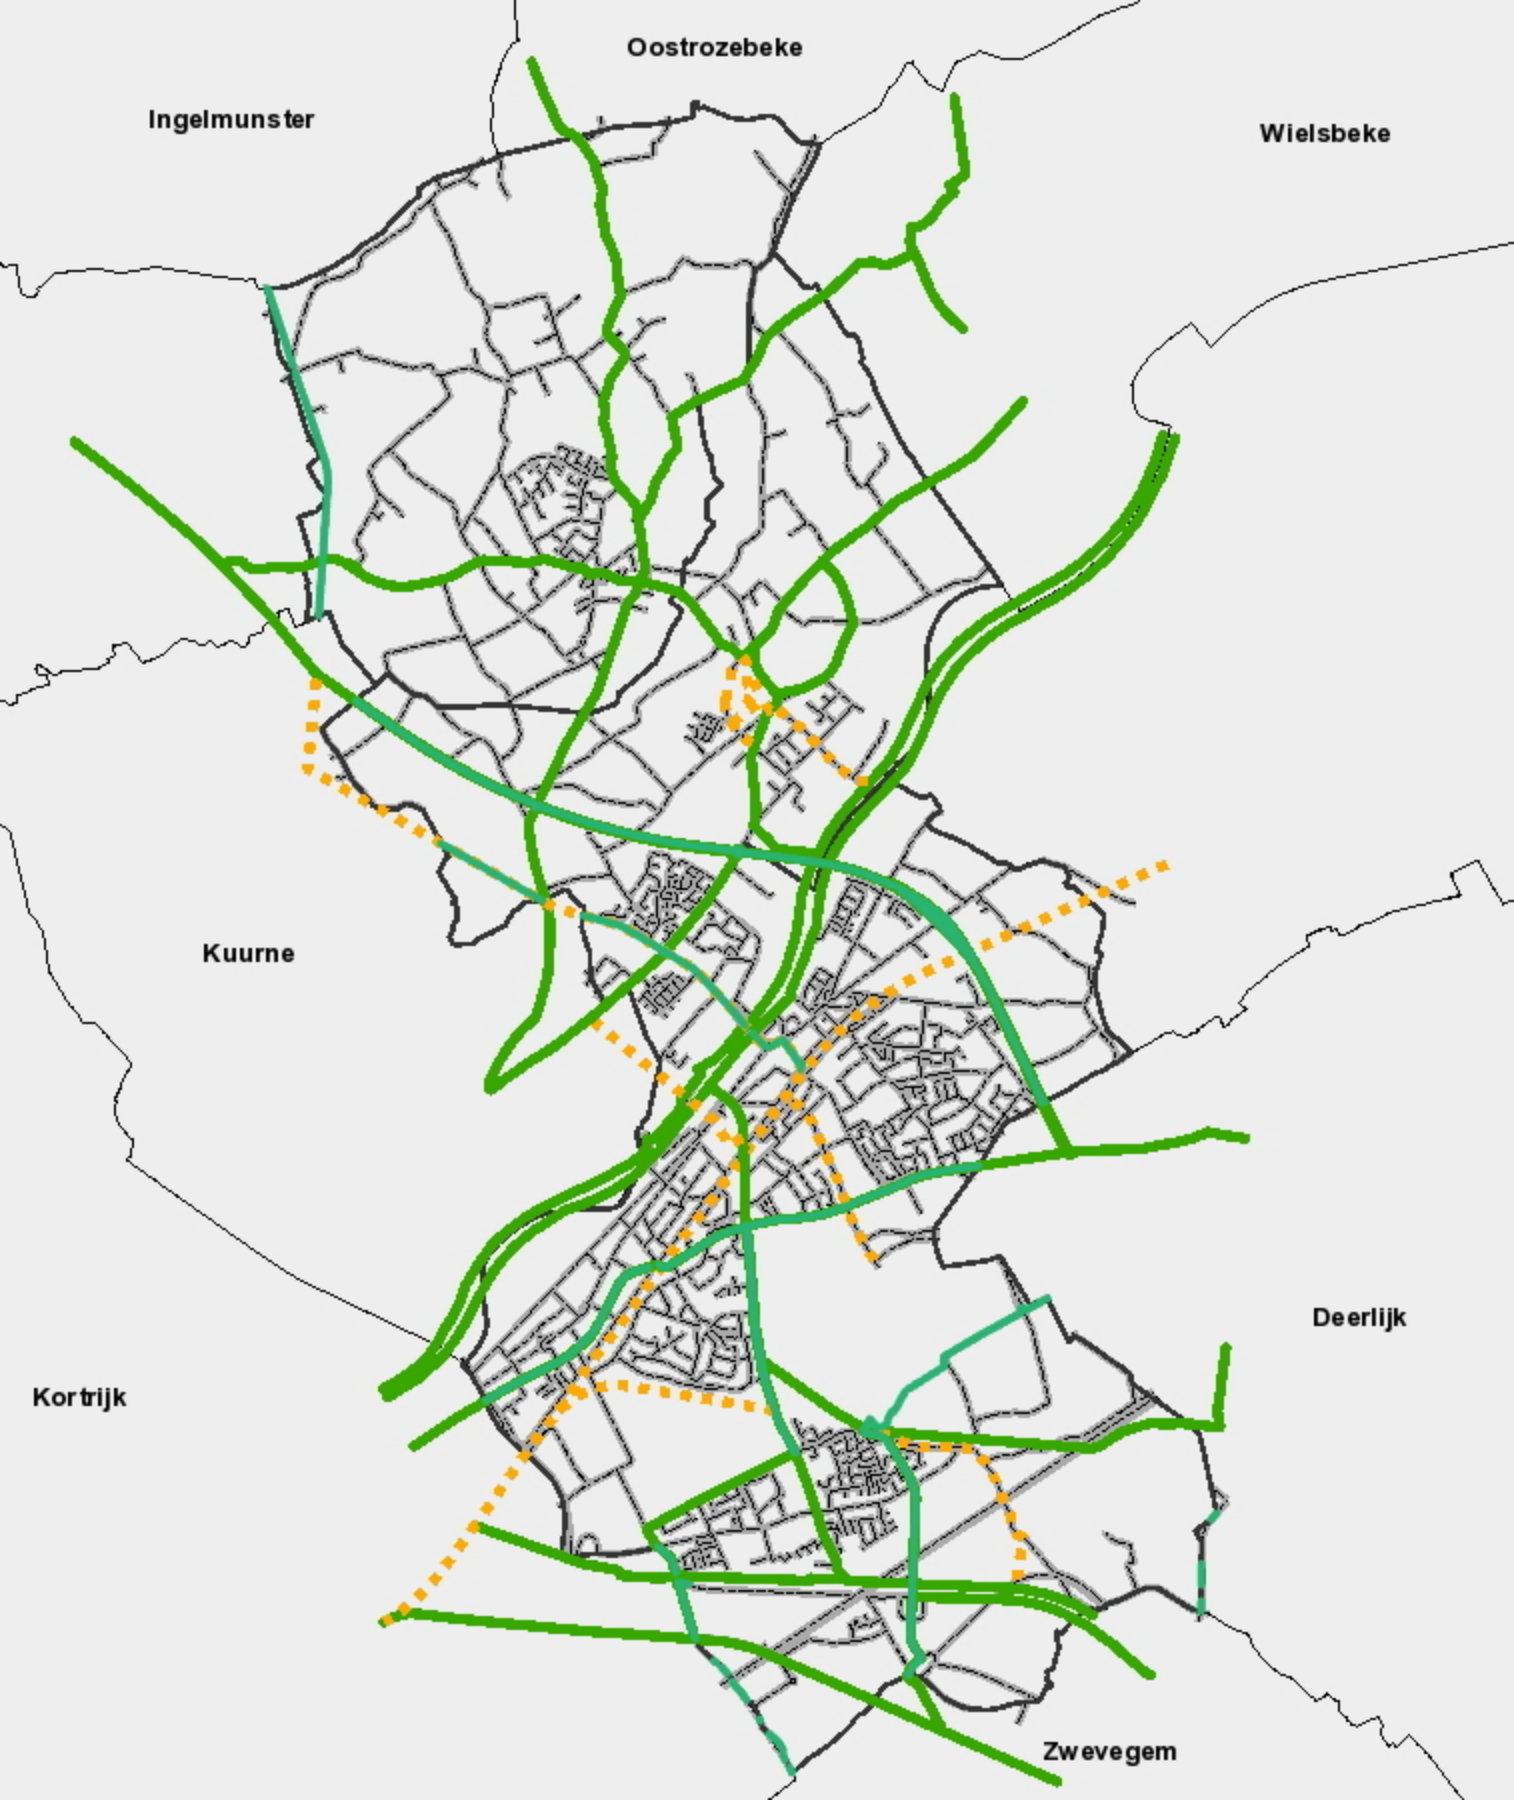 Oostrozebeke
Ingelmunster
Wielsbeke
Kuurne
Deerlijk
Kortrijk
Zwevegem